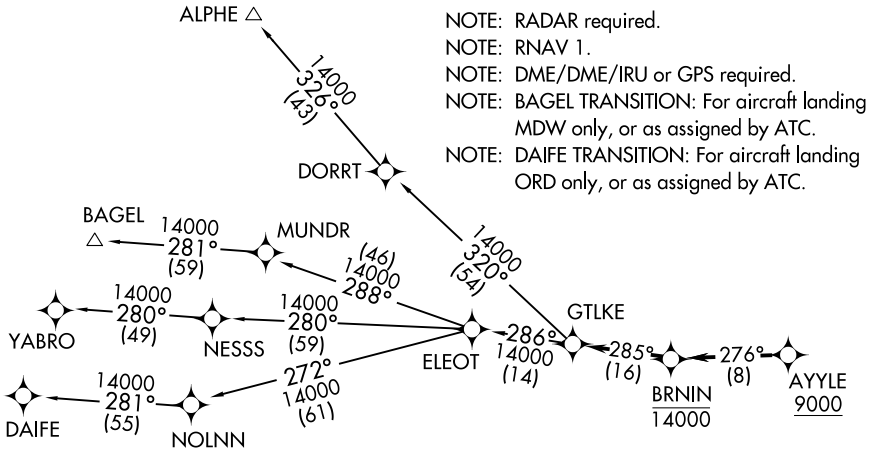 ALPHE
NOTE: RADAR required.
NOTE: RNAV 1.
NOTE: DME/DME/IRU or GPS required.
NOTE: BAGEL TRANSITION: For aircraft landing
MDW only, or as assigned by ATC.
NOTE: DAIFE TRANSITION: For aircraft landing
ORD only, or as assigned by ATC.
14000
326°
(43)
DORRT
14000
320°
(54)
BAGEL
14000
281°
(59)
MUNDR
(46)
14000
288°
GTLKE
YABRO
14000
280°
(49)
NESSS
14000
280°
(59)
ELEOT
286°
14000
(14)
285°
(16)
BRNIN
14000
276°
(8)
AYYLE
9000
272°
14000
(61)
DAIFE
14000
281°
(55)
NOLNN